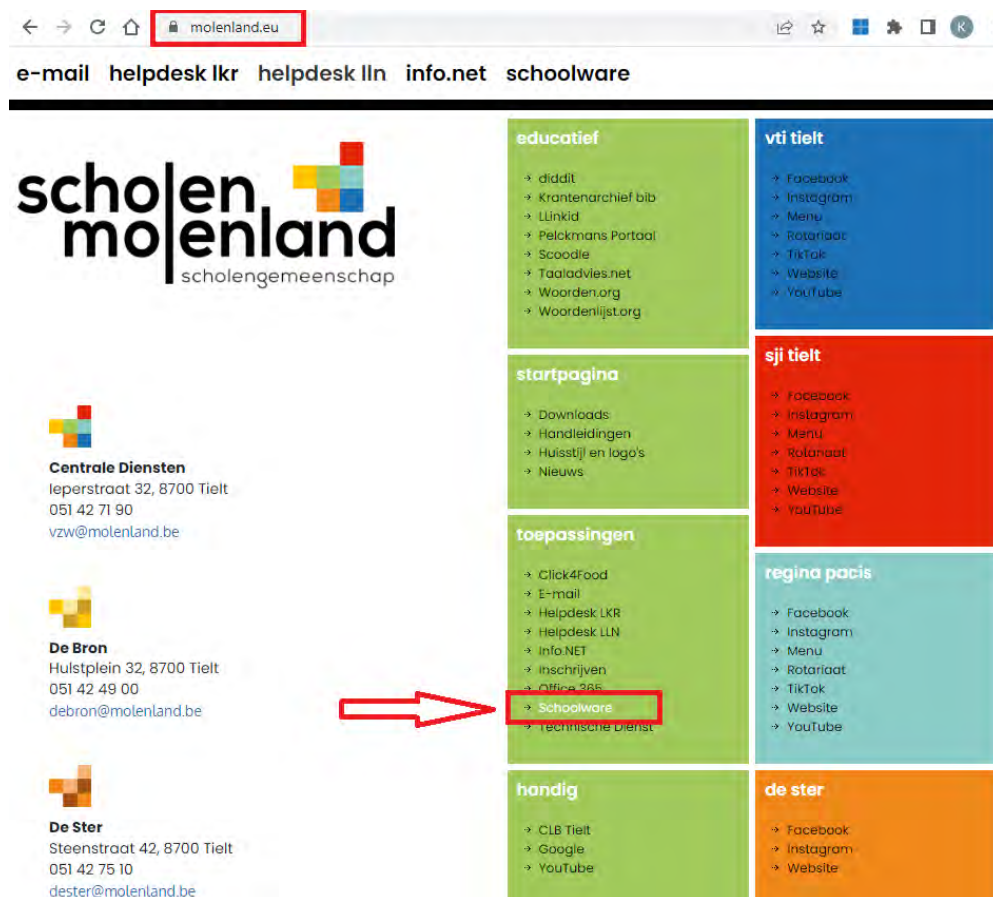 molenland.eu
K
e-mail helpdesk lkr helpdesk lln info.net schoolware
scholen
molenland
scholengemeenschap
Centrale Diensten
Ieperstraat 32, 8700 Tielt
051 42 71 90
vzw@molenland.be
De Bron
Hulstplein 32, 8700 Tielt
051 42 49 00
debron@molenland.be
De Ster
Steenstraat 42, 8700 Tielt
051 42 75 10
dester@molenland.be
educatief
→ diddit
→ Krantenarchief bib
→ LLinkid
→ Pelckmans Portaal
→ Scoodle
→ Taaladvies.net
→ Woorden.org
→ Woordenlijst.org
startpagina
→ Downloads
→ Handleidingen
→ Huisstijl en logo's
→ Nieuws
toepassingen
→ Click4Food
→ E-mail
→ Helpdesk LKR
→ Helpdesk LLN
→ Info.NET
→ Inschrijven
→ Office 365
→ Schoolware
→ Technische Dienst
handig
→ CLB Tielt
→ Google
→ YouTube
vti tielt
→ Facebook
→ Instagram
→ Menu
→ Rotariaat
→ TikTok
→ Website
→ YouTube
sji tielt
→ Facebook
→ Instagram
→ Menu
→ Rotariaat
→ TikTok
→ Website
→ YouTube
regina pacis
→ Facebook
→ Instagram
→ Menu
→ Rotariaat
→ TikTok
→ Website
→ YouTube
de ster
→ Facebook
→ Instagram
→ Website